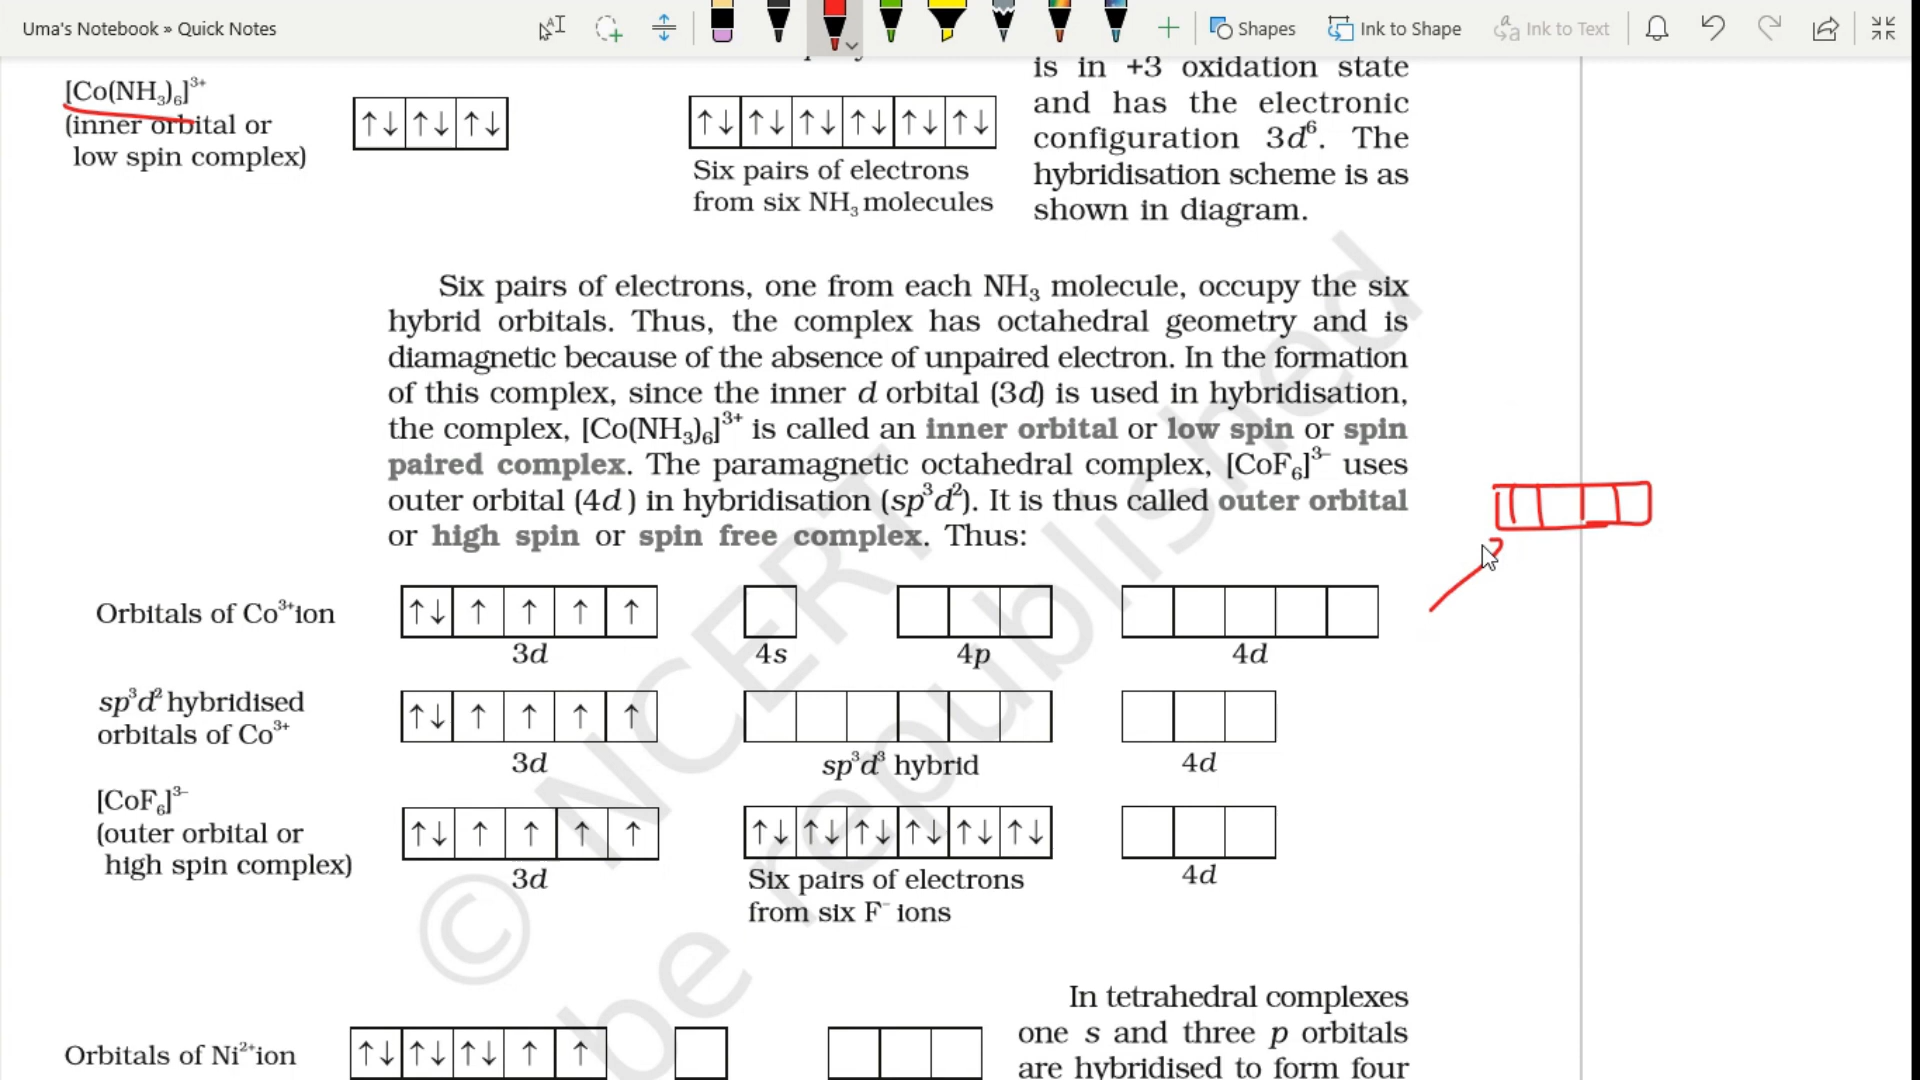 Uma's Notebook » Quick Notes
Shapes
Ink to Shape
Ink to Text
[Co(NH₃)₆]³⁺
(inner orbital or
low spin complex)
↑↓ ↑↓ ↑↓
↑↓ ↑↓ ↑↓ ↑↓ ↑↓ ↑↓
Six pairs of electrons
from six NH₃ molecules
is in +3 oxidation state
and has the electronic
configuration 3d⁶. The
hybridisation scheme is as
shown in diagram.
Six pairs of electrons, one from each NH₃ molecule, occupy the six
hybrid orbitals. Thus, the complex has octahedral geometry and is
diamagnetic because of the absence of unpaired electron. In the formation
of this complex, since the inner d orbital (3d) is used in hybridisation,
the complex, [Co(NH₃)₆]³⁺ is called an inner orbital or low spin or spin
paired complex. The paramagnetic octahedral complex, [CoF₆]³⁻ uses
outer orbital (4d) in hybridisation (sp³d²). It is thus called outer orbital
or high spin or spin free complex. Thus:
Orbitals of Co³⁺ion
↑↓ ↑ ↑ ↑ ↑
3d 4s 4p 4d
sp³d² hybridised
orbitals of Co³⁺
↑↓ ↑ ↑ ↑ ↑
3d sp³d³ hybrid 4d
[CoF₆]³⁻
(outer orbital or
high spin complex)
↑↓ ↑ ↑ ↑ ↑
↑↓ ↑↓ ↑↓ ↑↓ ↑↓ ↑↓
3d
Six pairs of electrons
from six F⁻ ions
4d
In tetrahedral complexes
one s and three p orbitals
are hybridised to form four
Orbitals of Ni²⁺ion
↑↓ ↑↓ ↑↓ ↑ ↑
© NCERT
be republished